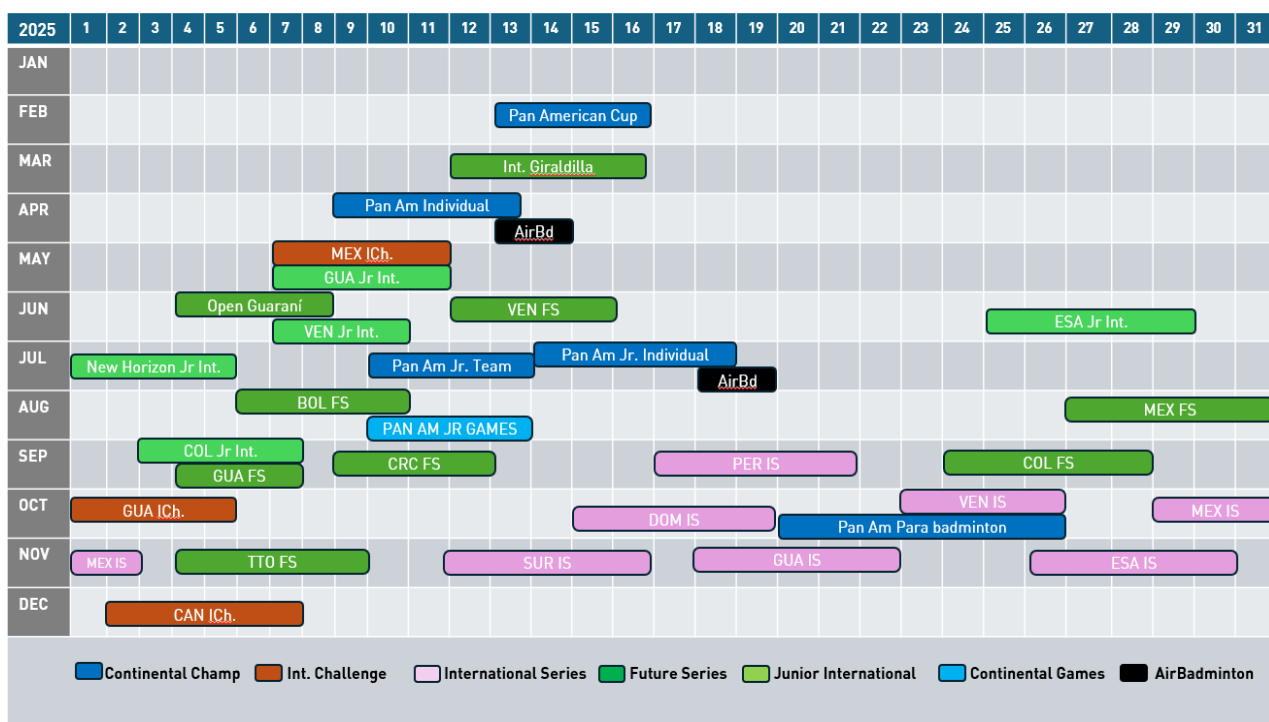 2025 1 2 3 4 5 6 7 8 9 10 11 12 13 14 15 16 17 18 19 20 21 22 23 24 25 26 27 28 29 30 31
JAN
FEB
Pan American Cup
MAR
Int. Giraldilla
APR
Pan Am Individual
AirBd
MAY
MEX ICh.
GUA Jr Int.
JUN
Open Guaraní
VEN FS
ESA Jr Int.
VEN Jr Int.
JUL
New Horizon Jr Int.
Pan Am Jr. Team
Pan Am Jr. Individual
AirBd
AUG
BOL FS
MEX FS
PAN AM JR GAMES
SEP
COL Jr Int.
GUA FS
CRC FS
PER IS
COL FS
OCT
GUA ICh.
DOM IS
VEN IS
MEX IS
Pan Am Para badminton
NOV
MEX IS
TTO FS
SUR IS
GUA IS
ESA IS
DEC
CAN ICh.
Continental Champ Int. Challenge International Series Future Series Junior International Continental Games AirBadminton